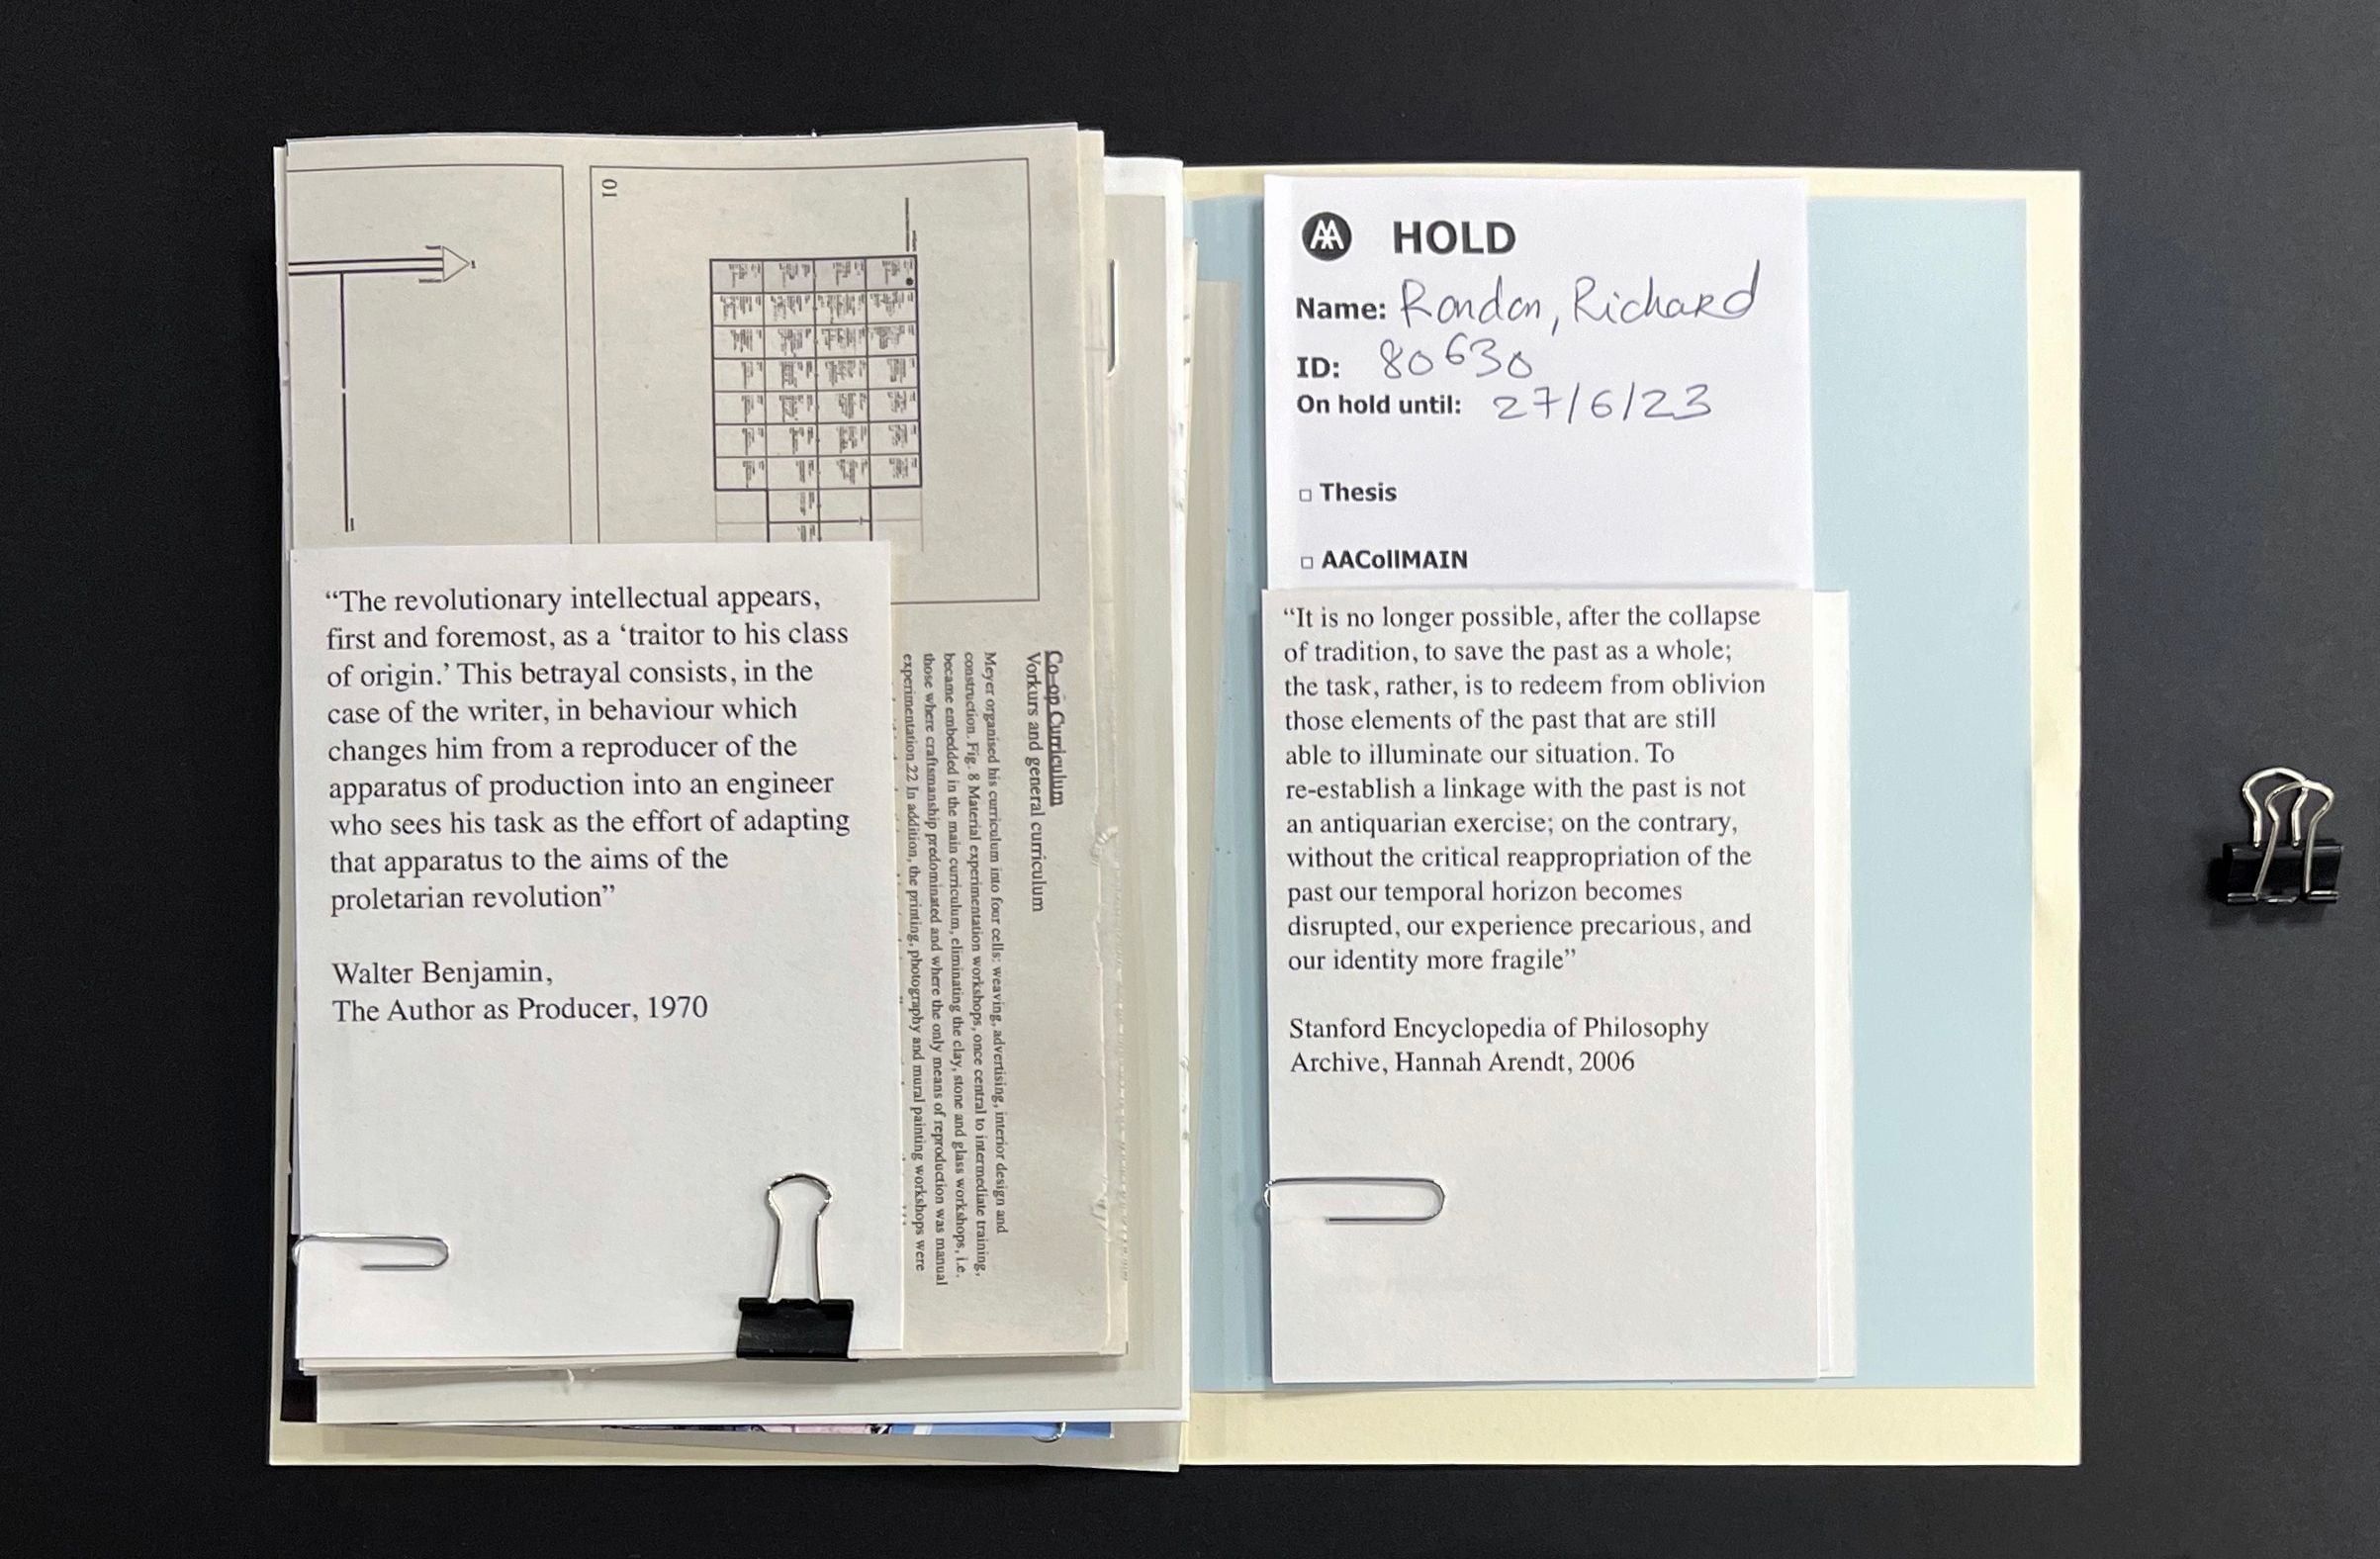 01
“The revolutionary intellectual appears,
first and foremost, as a ‘traitor to his class
of origin.’ This betrayal consists, in the
case of the writer, in behaviour which
changes him from a reproducer of the
apparatus of production into an engineer
who sees his task as the effort of adapting
that apparatus to the aims of the
proletarian revolution”
Walter Benjamin,
The Author as Producer, 1970
Co-op Curriculum
Vorkurs and general curriculum
Meyer organised his curriculum into four cells: weaving, advertising, interior design and
construction. Fig. 8 Material experimentation workshops, once central to intermediate training,
became embedded in the main curriculum, eliminating the clay, stone and glass workshops, i.e.
those where craftsmanship predominated and where the only means of reproduction was manual
experimentation.22 In addition, the printing, photography and mural painting workshops were
AA HOLD
Name: Rondon, Richard
ID: 80630
On hold until: 27/6/23
Thesis
AACollMAIN
“It is no longer possible, after the collapse
of tradition, to save the past as a whole;
the task, rather, is to redeem from oblivion
those elements of the past that are still
able to illuminate our situation. To
re-establish a linkage with the past is not
an antiquarian exercise; on the contrary,
without the critical reappropriation of the
past our temporal horizon becomes
disrupted, our experience precarious, and
our identity more fragile”
Stanford Encyclopedia of Philosophy
Archive, Hannah Arendt, 2006